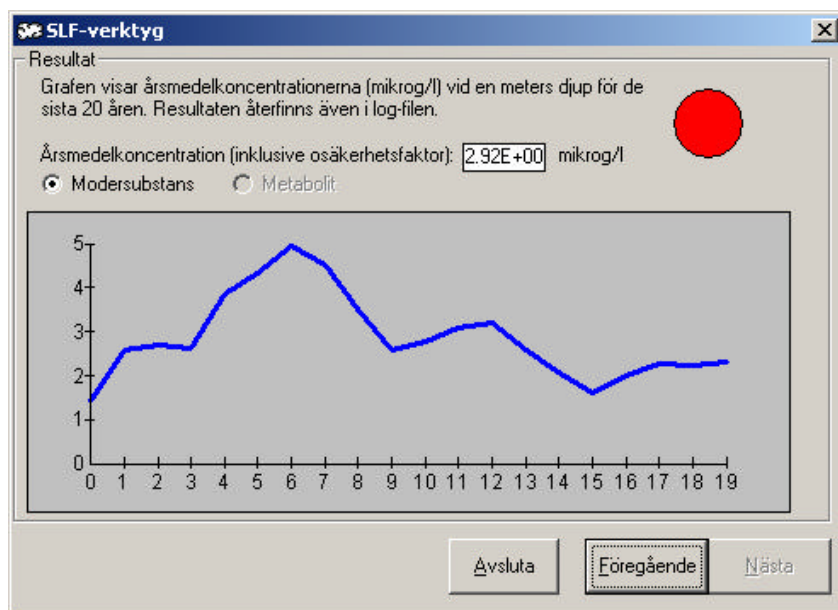 SLF-verktyg
Resultat
Grafen visar årsmedelkoncentrationerna (mikrog/l) vid en meters djup för de
sista 20 åren. Resultaten återfinns även i log-filen.
Årsmedelkoncentration (inklusive osäkerhetsfaktor): 2.92E+00 mikrog/l
Modersubstans Metabolit
5
4
3
2
1
0
0 1 2 3 4 5 6 7 8 9 10 11 12 13 14 15 16 17 18 19
Avsluta Föregående Nästa